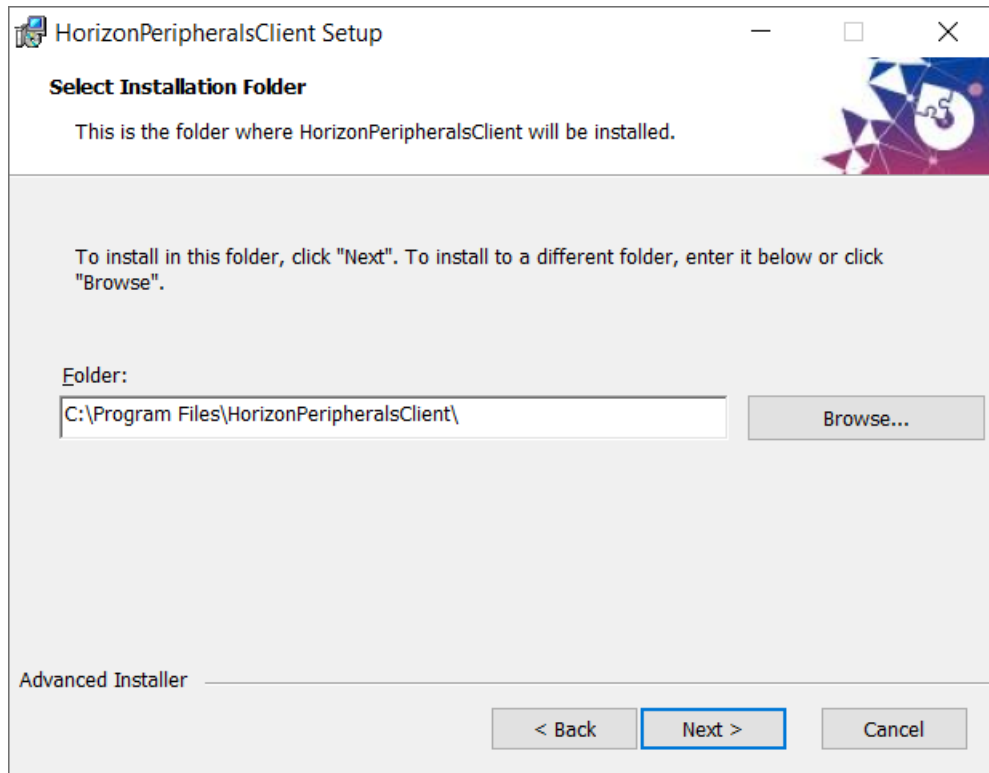 HorizonPeripheralsClient Setup
Select Installation Folder
This is the folder where HorizonPeripheralsClient will be installed.
To install in this folder, click "Next". To install to a different folder, enter it below or click
"Browse".
Folder:
C:\Program Files\HorizonPeripheralsClient\
Browse...
Advanced Installer
< Back
Next >
Cancel